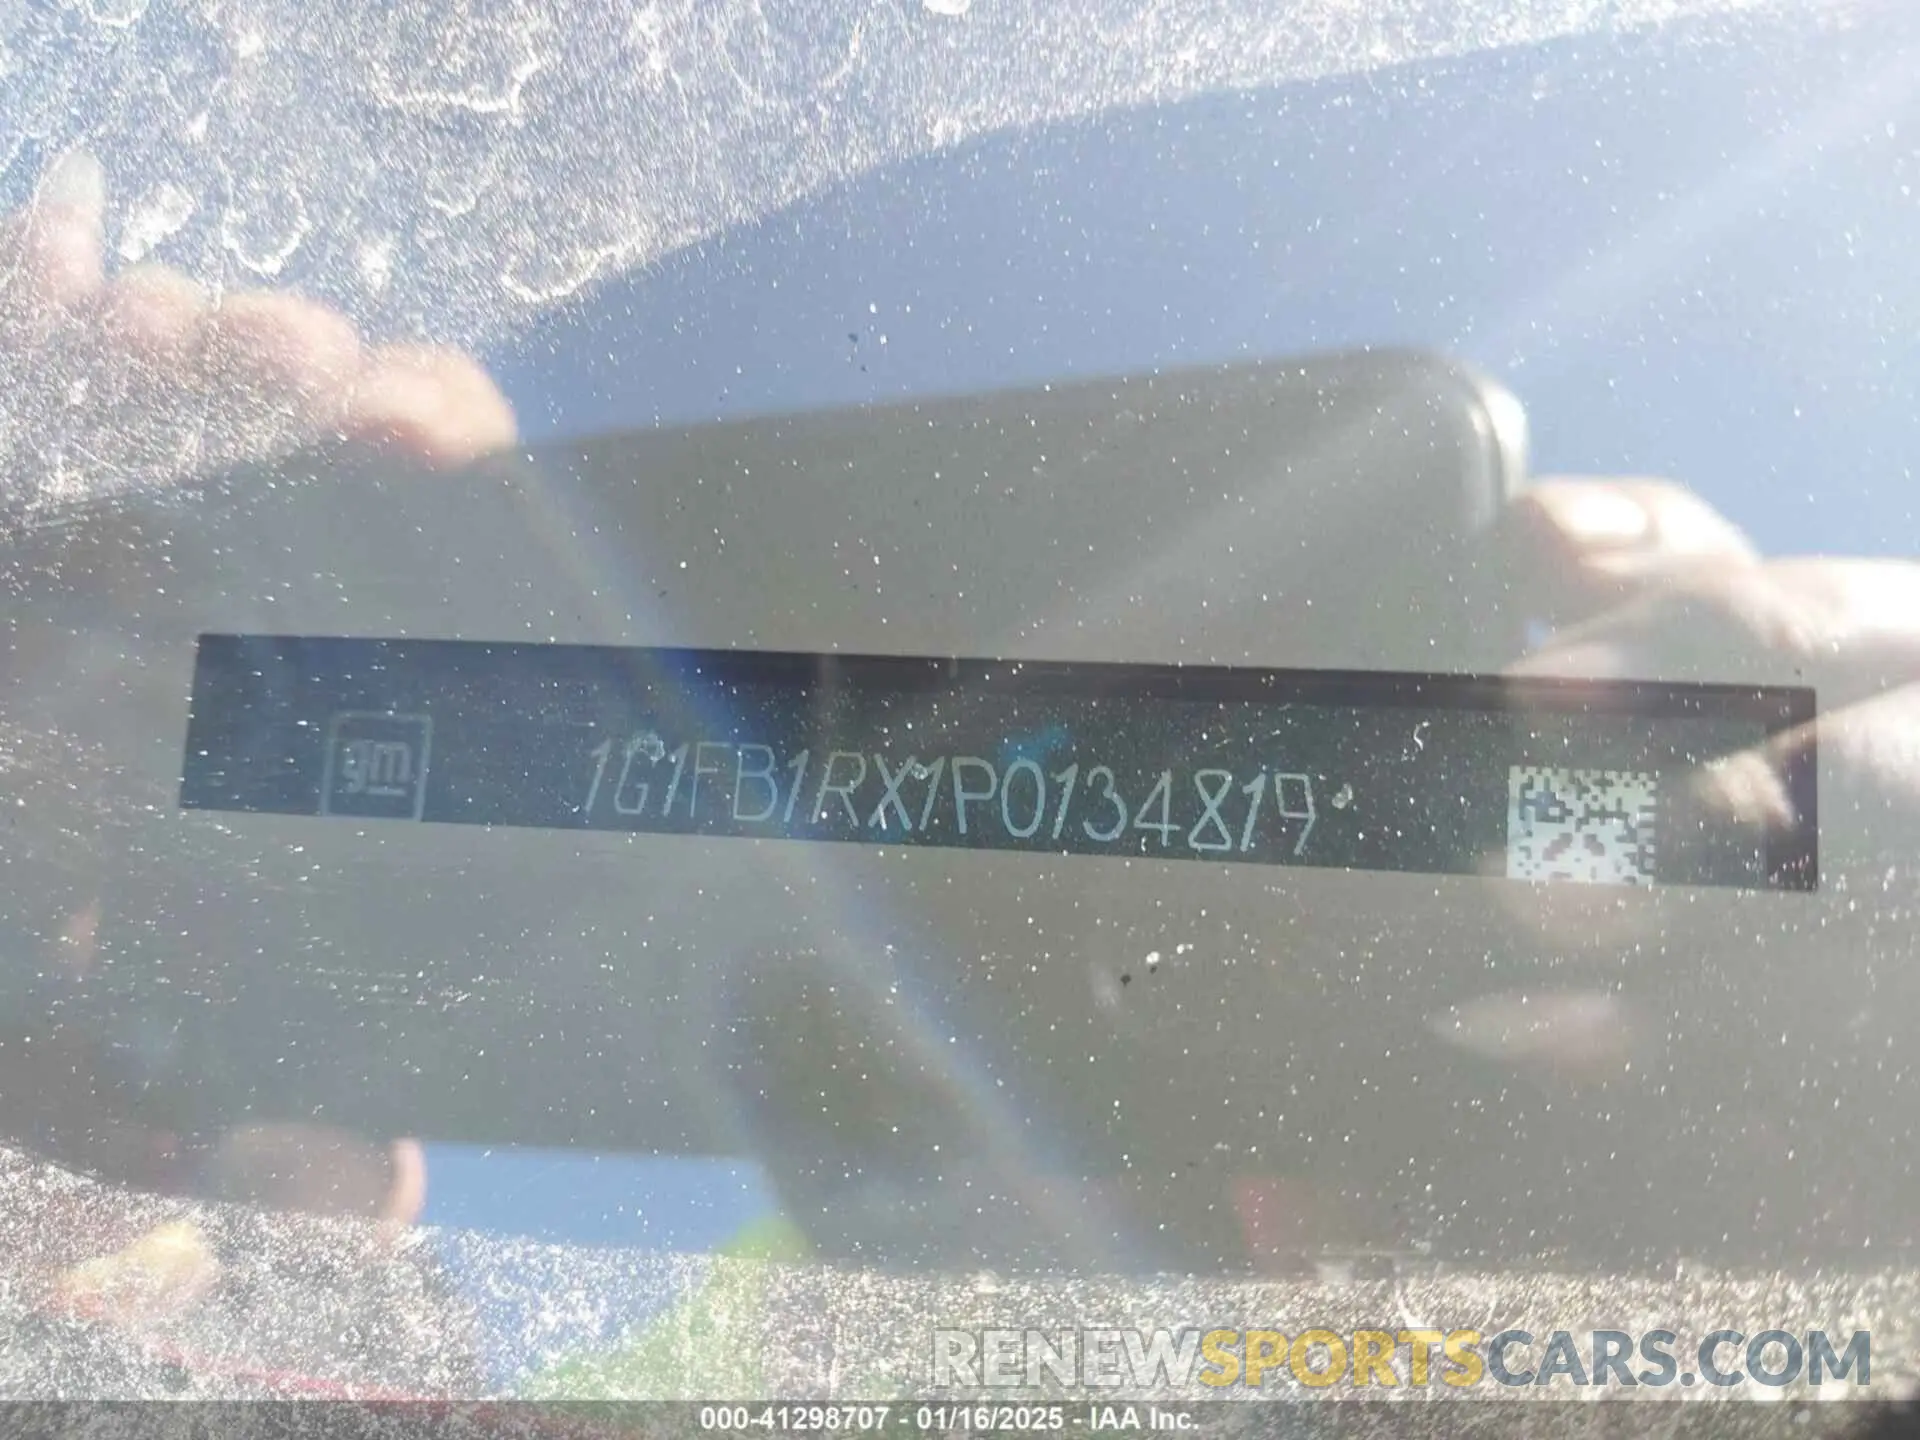 gm 1G1FB1RX1P0134819
RENEWSPORTSCARS.COM
000-41298707 - 01/16/2025 - IAA Inc.